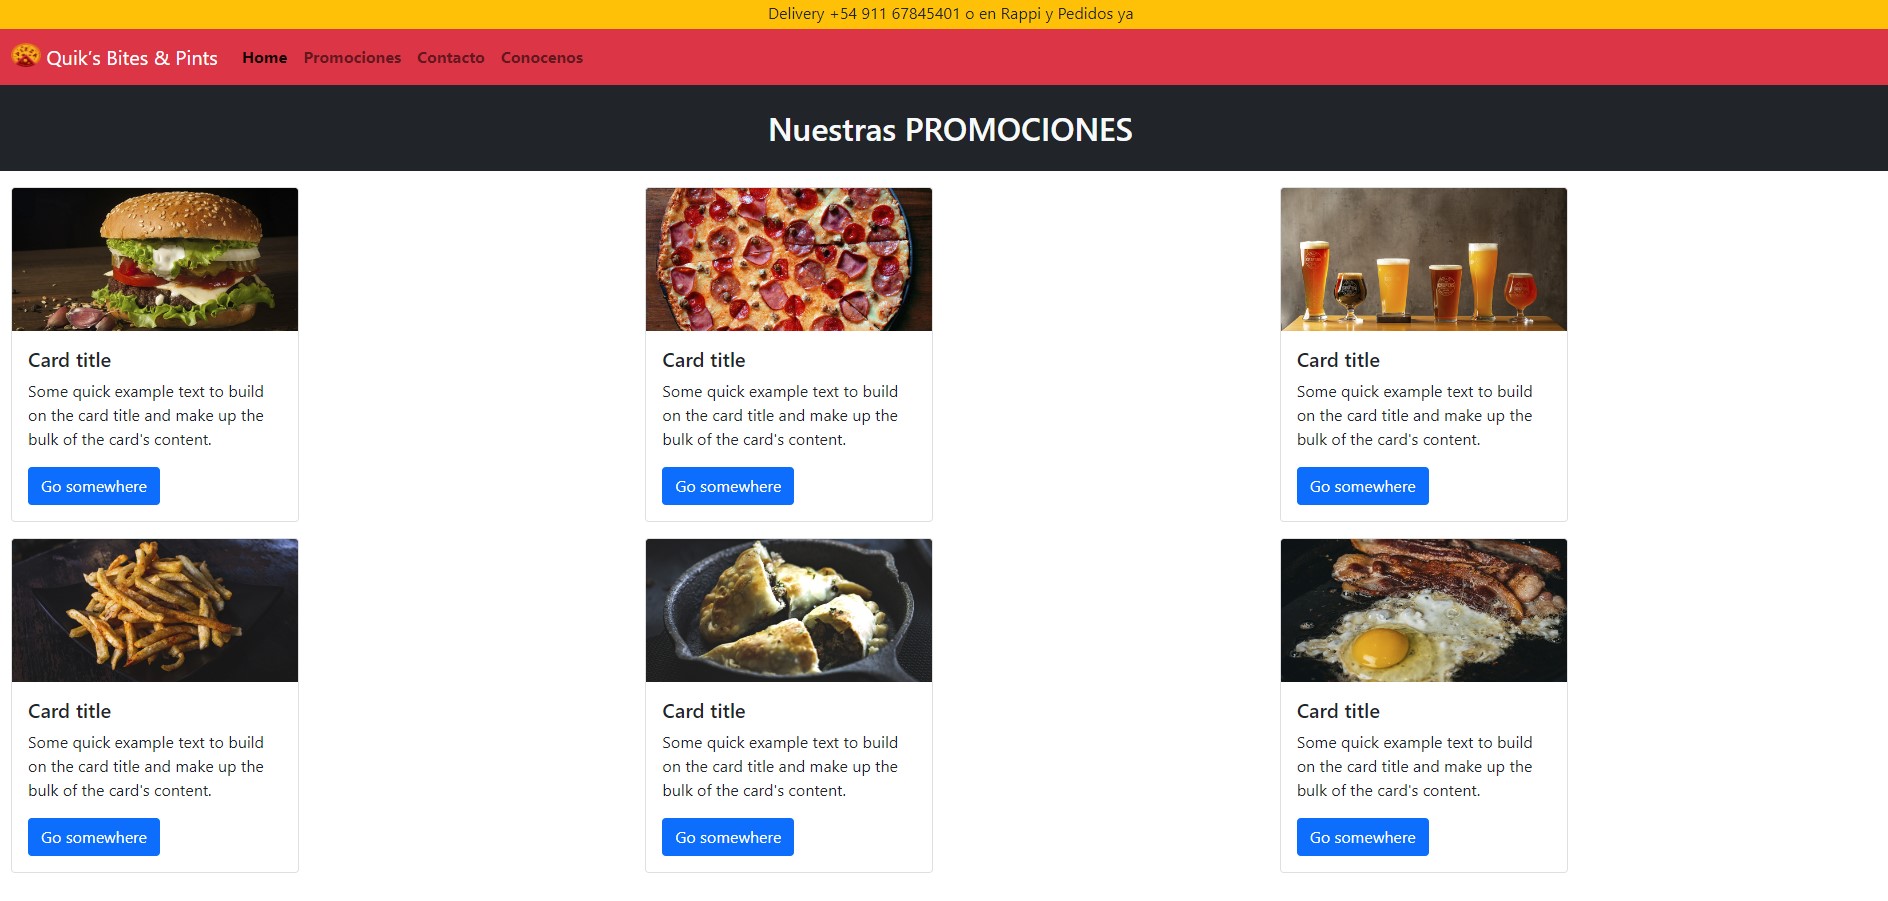 Delivery +54 911 67845401 o en Rappi y Pedidos ya
Quik’s Bites & Pints Home Promociones Contacto Conocenos
Nuestras PROMOCIONES
Card title
Some quick example text to build
on the card title and make up the
bulk of the card's content.
Go somewhere
Card title
Some quick example text to build
on the card title and make up the
bulk of the card's content.
Go somewhere
Card title
Some quick example text to build
on the card title and make up the
bulk of the card's content.
Go somewhere
Card title
Some quick example text to build
on the card title and make up the
bulk of the card's content.
Go somewhere
Card title
Some quick example text to build
on the card title and make up the
bulk of the card's content.
Go somewhere
Card title
Some quick example text to build
on the card title and make up the
bulk of the card's content.
Go somewhere